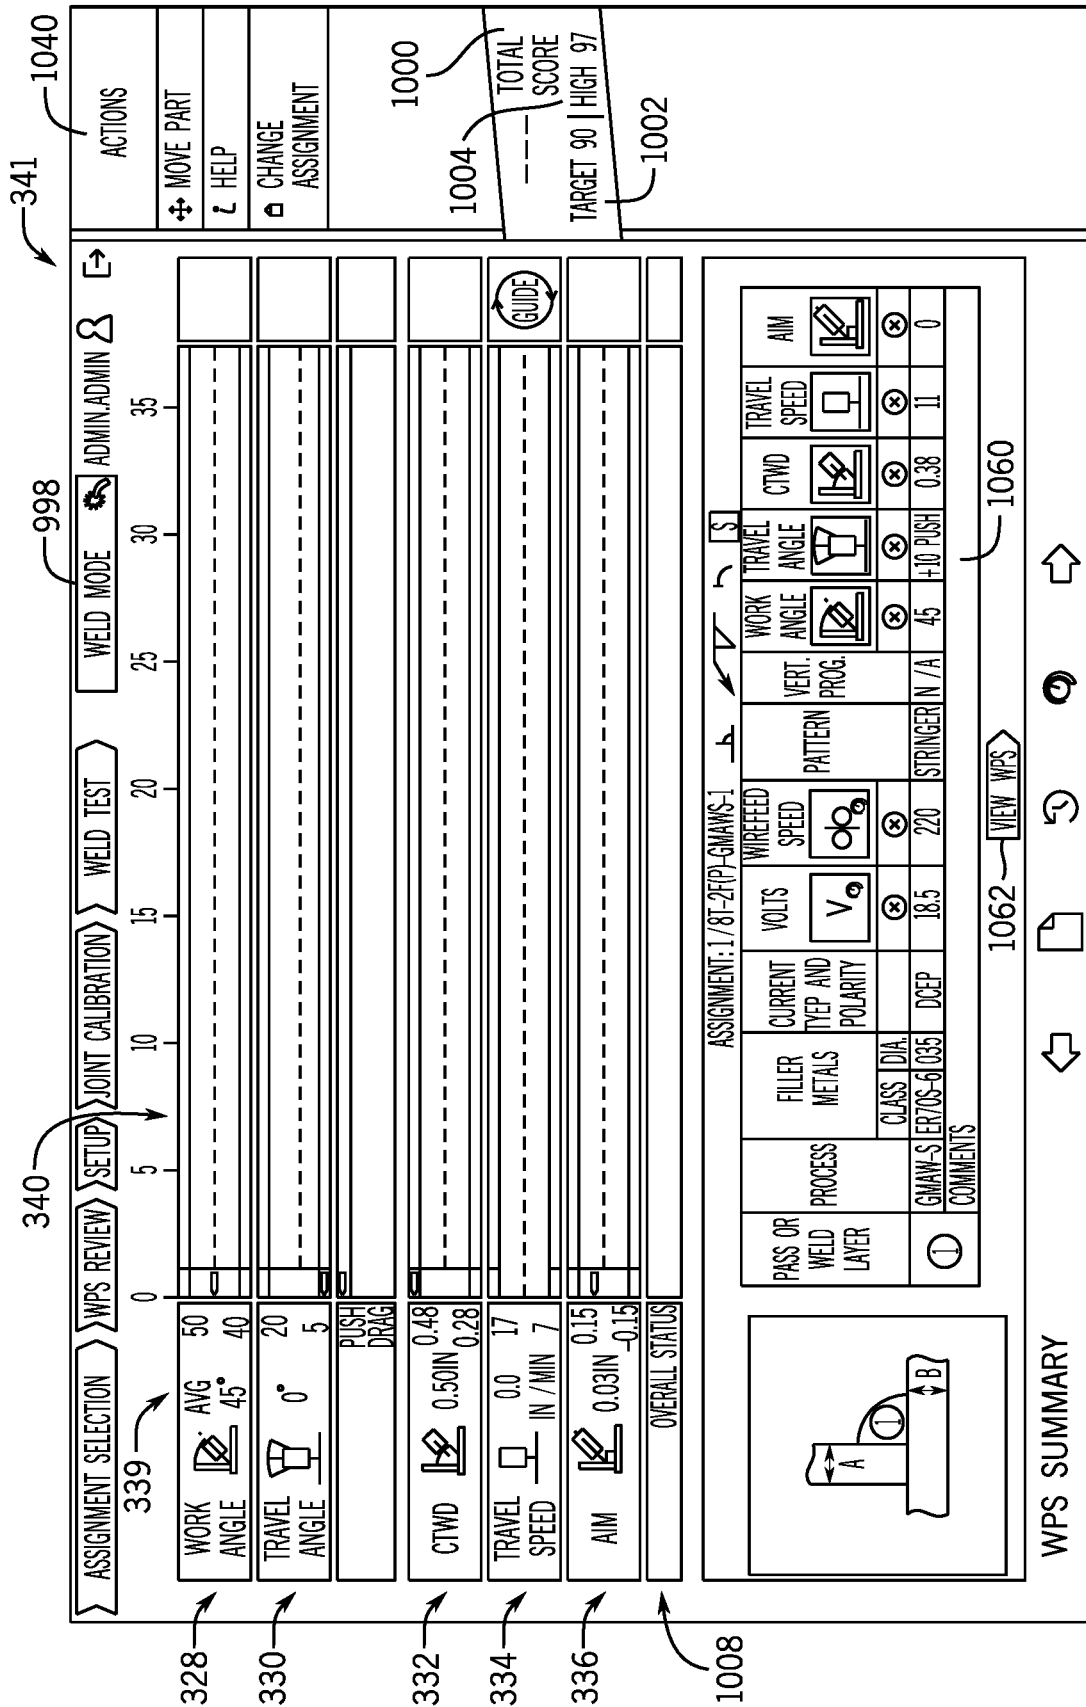 341
998
1040
340
ASSIGNMENT SELECTION
WPS REVIEW
SETUP
JOINT CALIBRATION
WELD TEST
WELD MODE
ADMIN.ADMIN
ACTIONS
MOVE PART
i HELP
CHANGE
ASSIGNMENT
339
0 5 10 15 20 25 30 35
328
WORK
ANGLE
AVG
45°
50
40
330
TRAVEL
ANGLE
0°
20
5
PUSH
DRAG
332
CTWD
0.50IN
0.48
0.28
334
TRAVEL
SPEED
0.0
IN/MIN
17
7
GUIDE
336
AIM
0.03IN
0.15
-0.15
1008
OVERALL STATUS
1000
1004
TOTAL
SCORE
TARGET 90 | HIGH 97
1002
ASSIGNMENT: 1/8T-2F(P)-GMAWS-1
S
PASS OR
WELD
LAYER
PROCESS
FILLER
METALS
CLASS
DIA.
CURRENT
TYEP AND
POLARITY
VOLTS
V
WIREFEED
SPEED
PATTERN
VERT.
PROG.
WORK
ANGLE
TRAVEL
ANGLE
CTWD
TRAVEL
SPEED
AIM
1 GMAW-S ER70S-6 035 DCEP 18.5 220 STRINGER N/A 45 +10 PUSH 0.38 11 0
COMMENTS
1060
A
1
B
1062
VIEW WPS
WPS SUMMARY